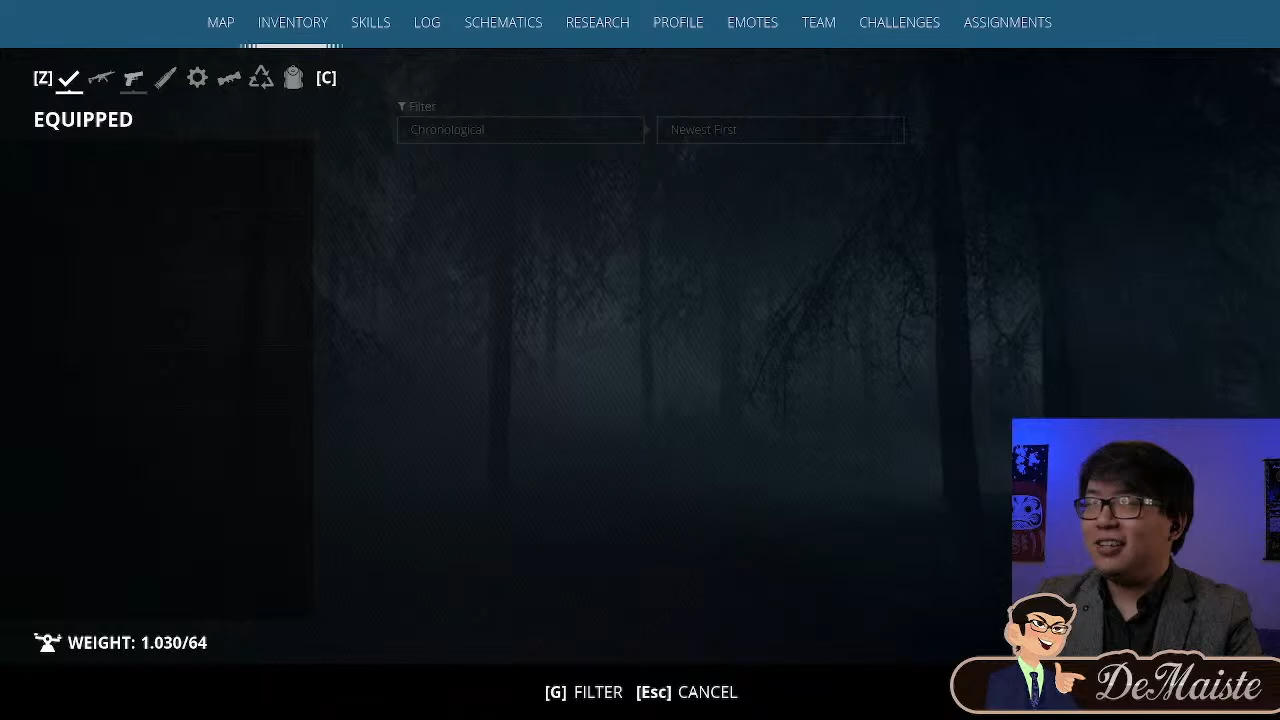 MAP INVENTORY SKILLS LOG SCHEMATICS RESEARCH PROFILE EMOTES TEAM CHALLENGES ASSIGNMENTS
[Z] [C]
EQUIPPED
Filter
Chronological Newest First
WEIGHT: 1.030/64
[G] FILTER [Esc] CANCEL
DeMaiste